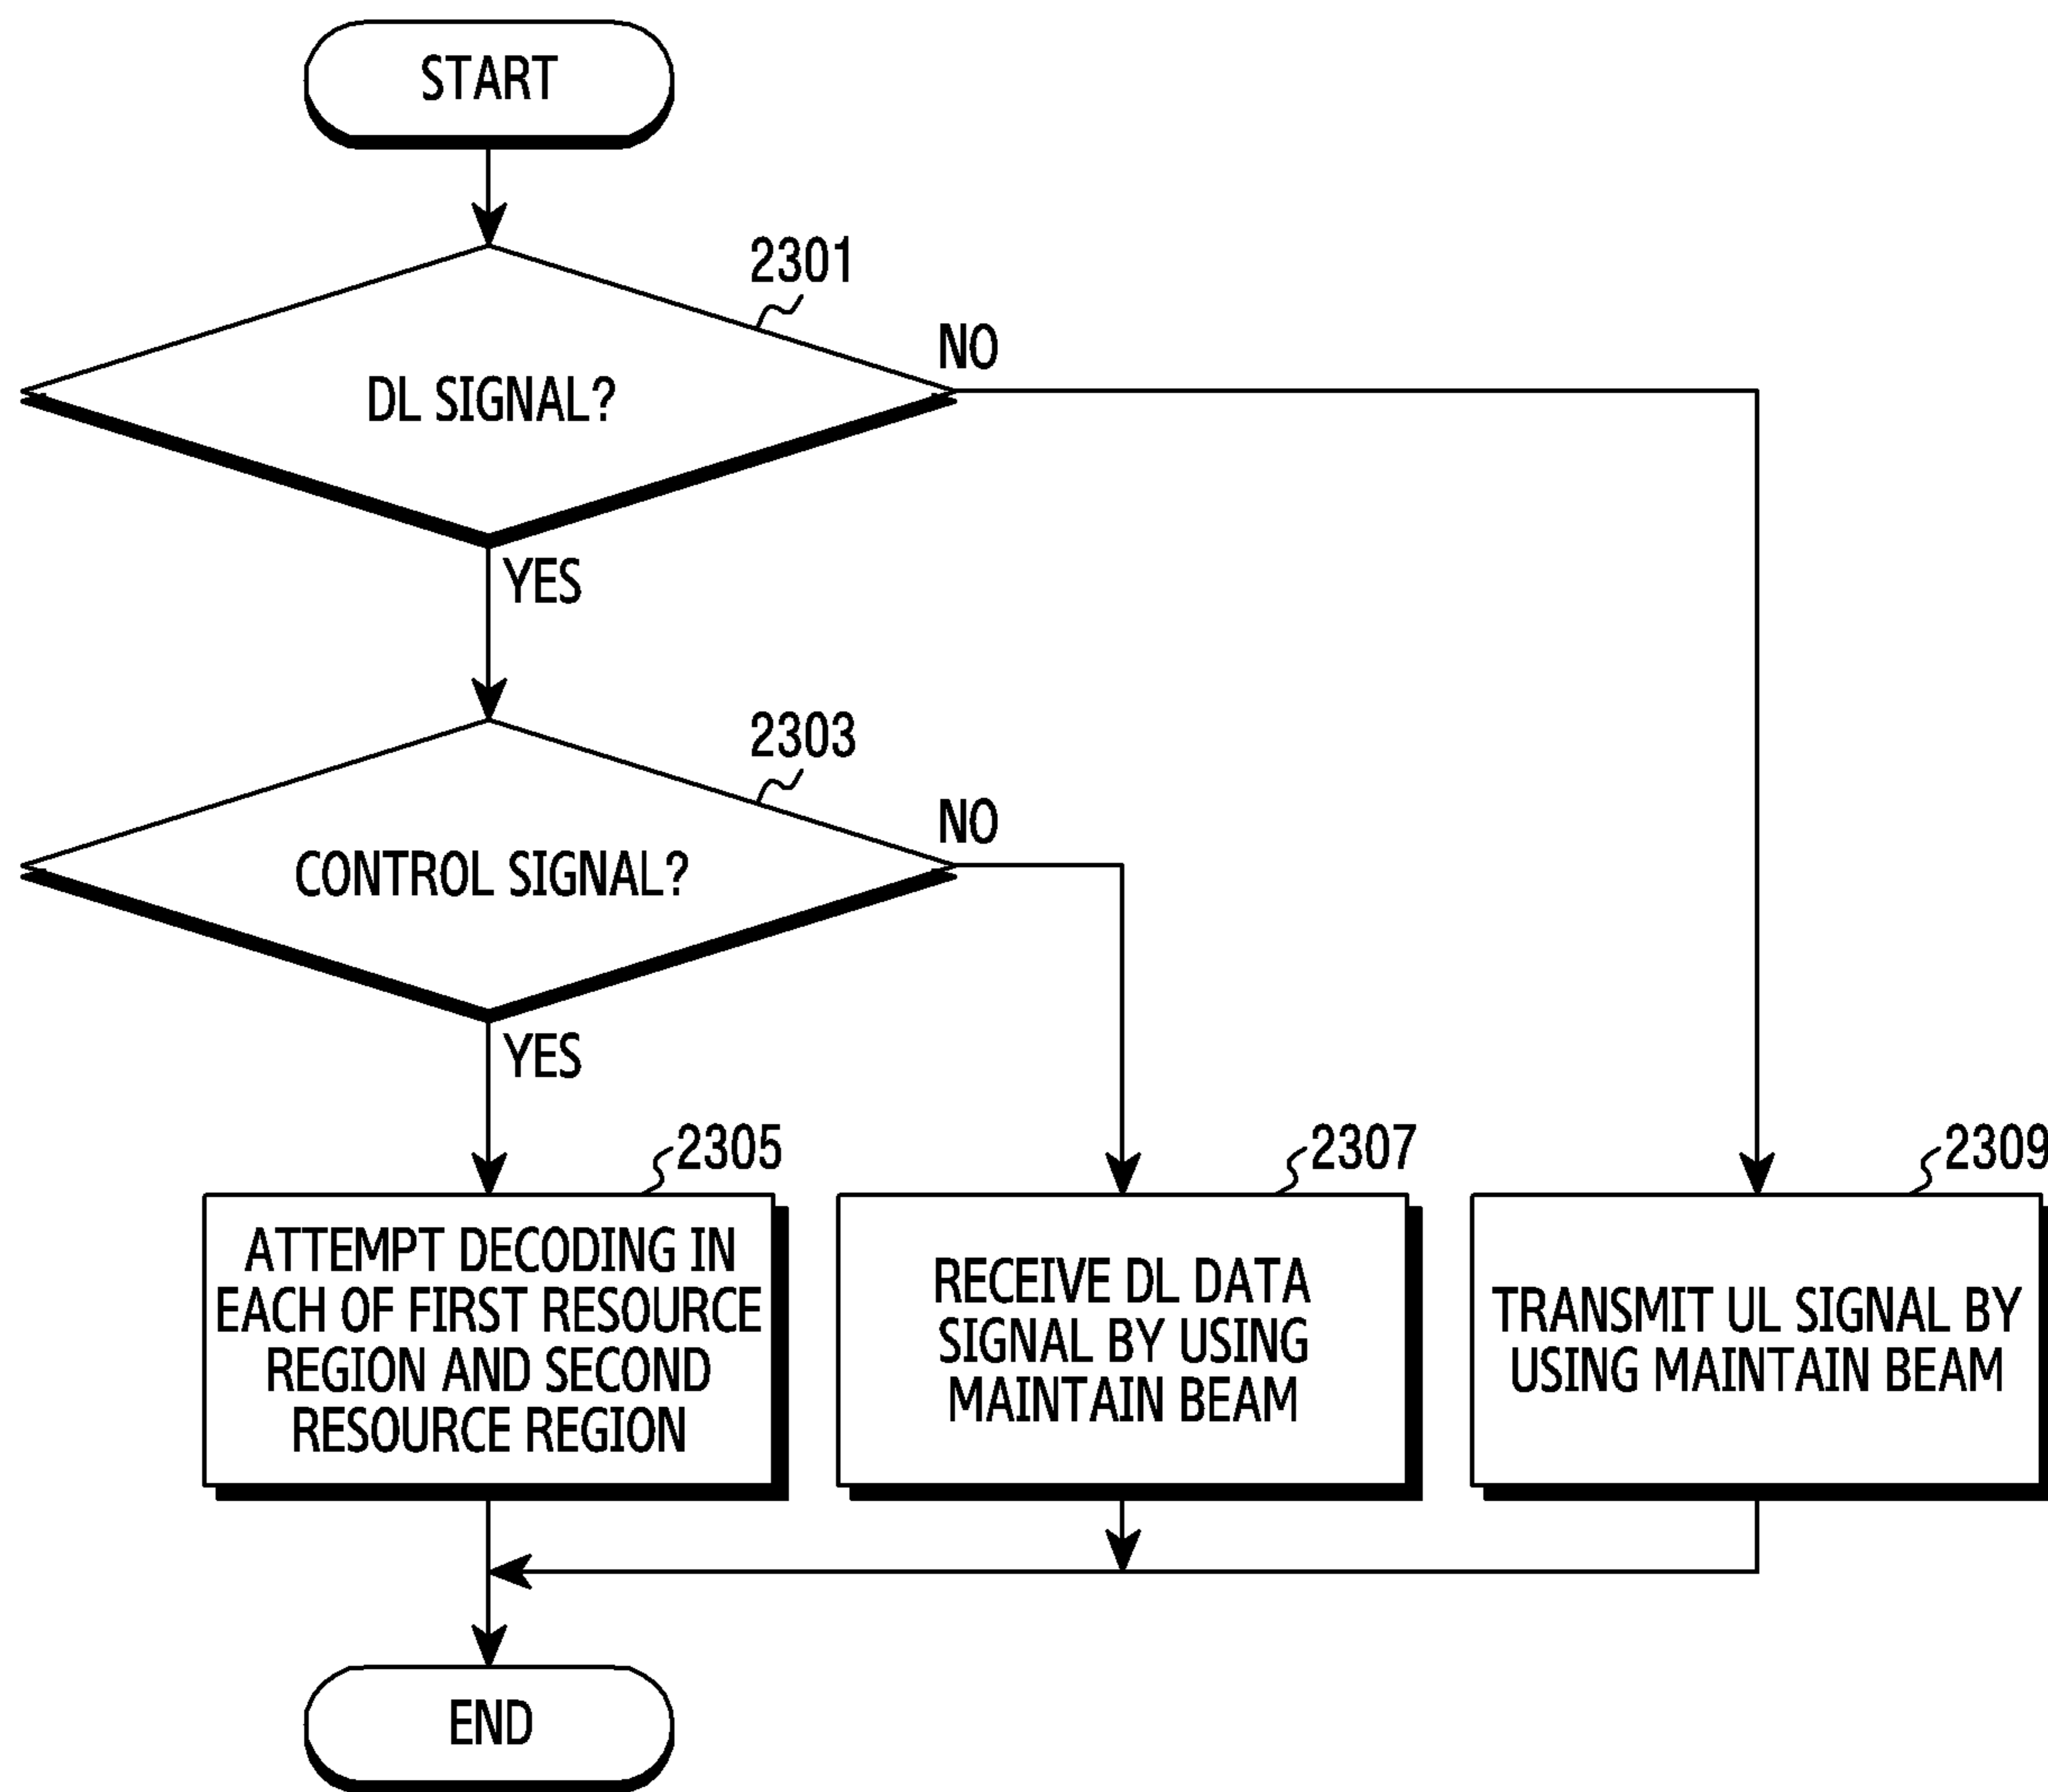 START
2301
NO
DL SIGNAL?
YES
2303
NO
CONTROL SIGNAL?
YES
2305
2307
2309
ATTEMPT DECODING IN
EACH OF FIRST RESOURCE
REGION AND SECOND
RESOURCE REGION
RECEIVE DL DATA
SIGNAL BY USING
MAINTAIN BEAM
TRANSMIT UL SIGNAL BY
USING MAINTAIN BEAM
END